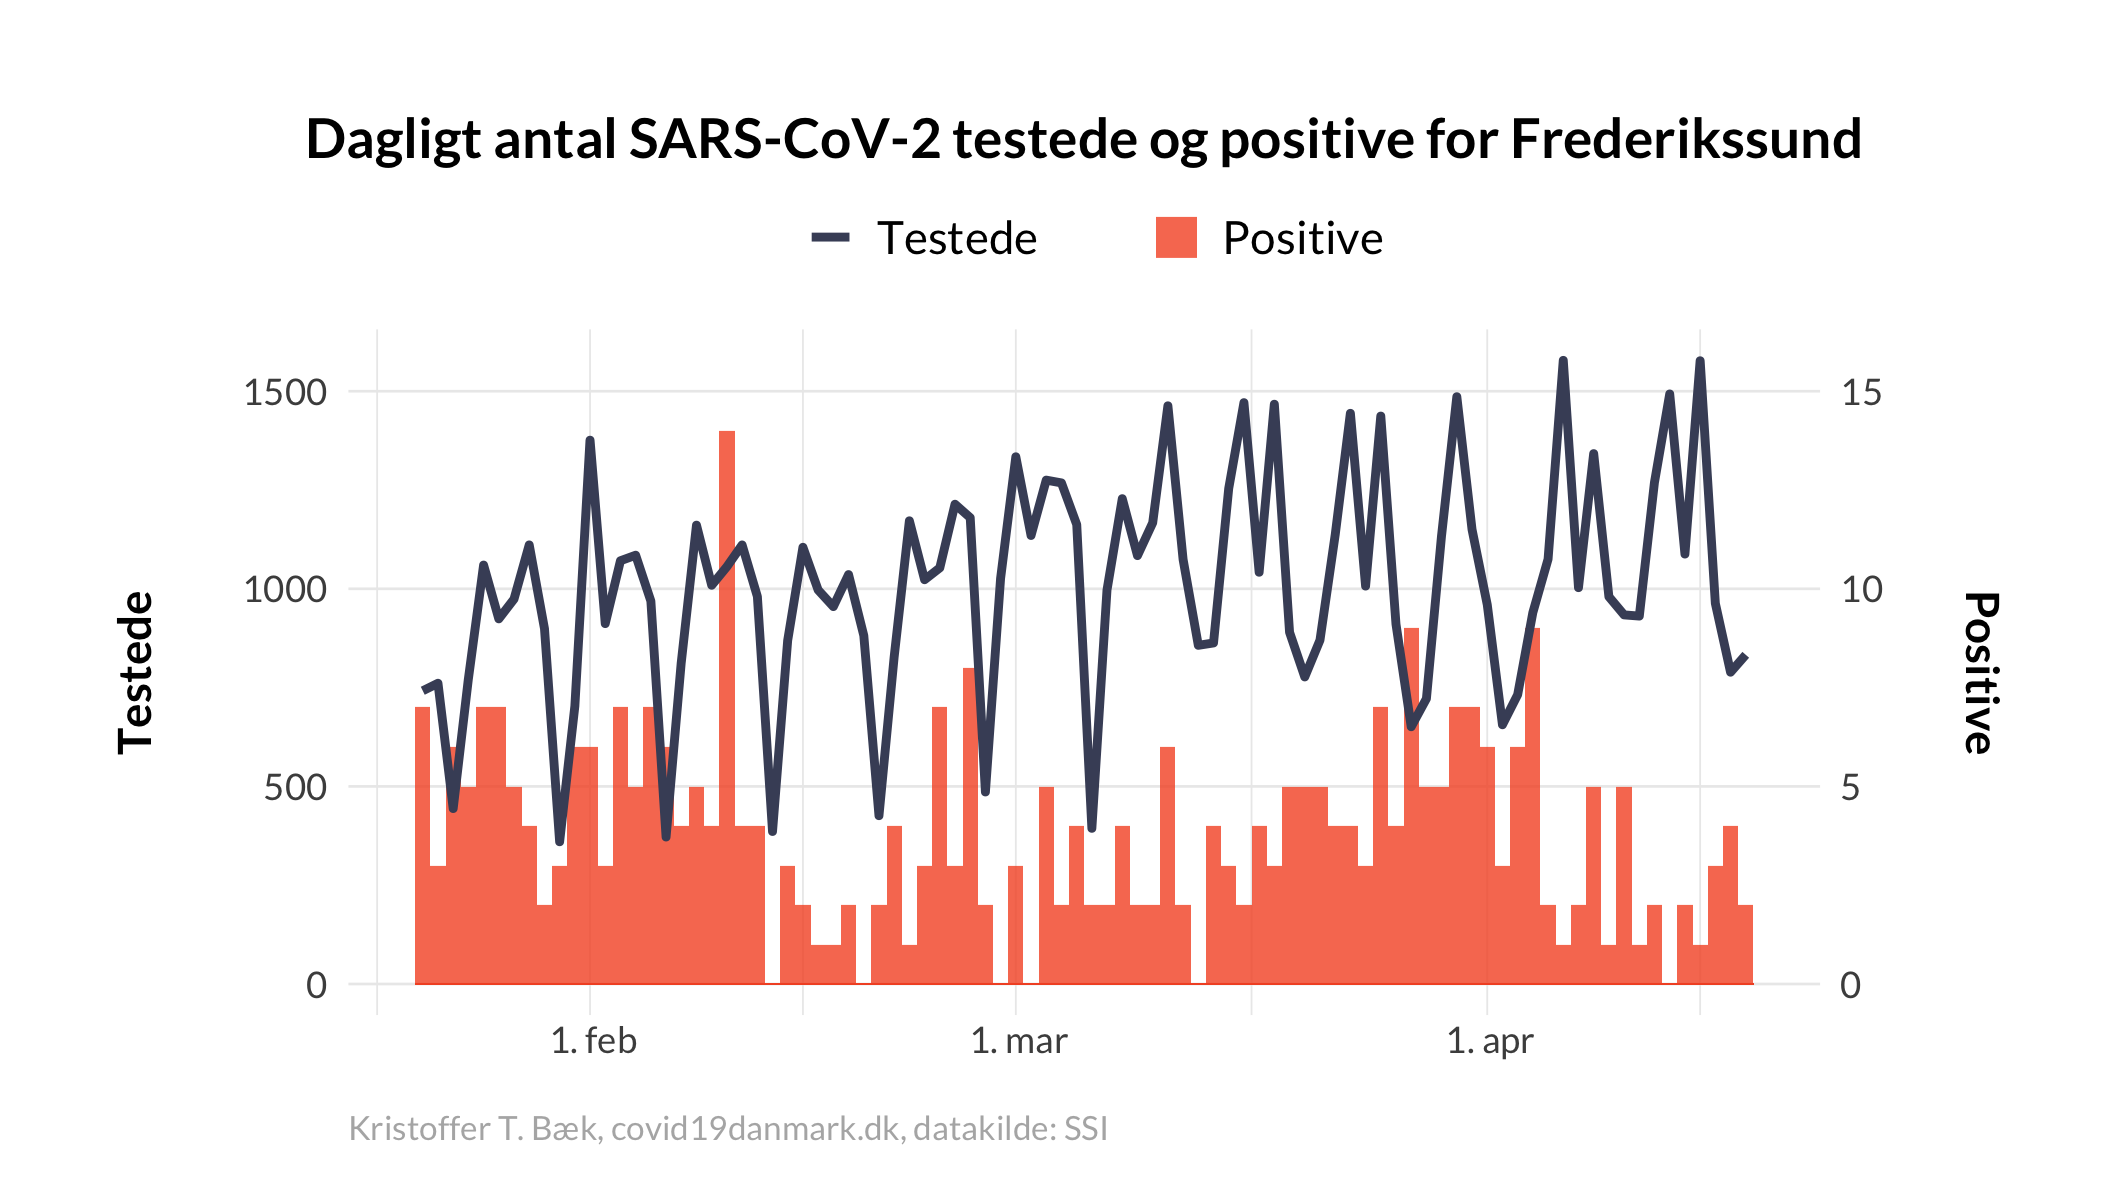 Dagligt antal SARS-CoV-2 testede og positive for Frederikssund
Testede Positive
1500 15
1000 10
500 5
0 0
Testede
Positive
1. feb 1. mar 1. apr
Kristoffer T. Bæk, covid19danmark.dk, datakilde: SSI